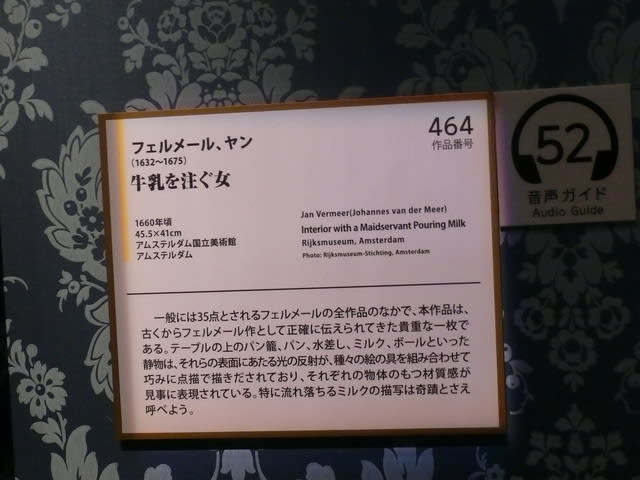 フェルメール、ヤン
(1632〜1675)
牛乳を注ぐ女
464
作品番号
1660年頃
45.5×41cm
アムステルダム国立美術館
アムステルダム
Jan Vermeer(Johannes van der Meer)
Interior with a Maidservant Pouring Milk
Rijksmuseum, Amsterdam
Photo: Rijksmuseum-Stichting, Amsterdam
一般には35点とされるフェルメールの全作品のなかで、本作品は、
古くからフェルメール作として正確に伝えられてきた貴重な一枚で
ある。テーブルの上のパン籠、パン、水差し、ミルク、ボールといった
静物は、それらの表面にあたる光の反射が、種々の絵の具を組み合わせて
巧みに点描で描きだされており、それぞれの物体のもつ材質感が
見事に表現されている。特に流れ落ちるミルクの描写は奇蹟とさえ
呼べよう。
52
音声ガイド
Audio Guide